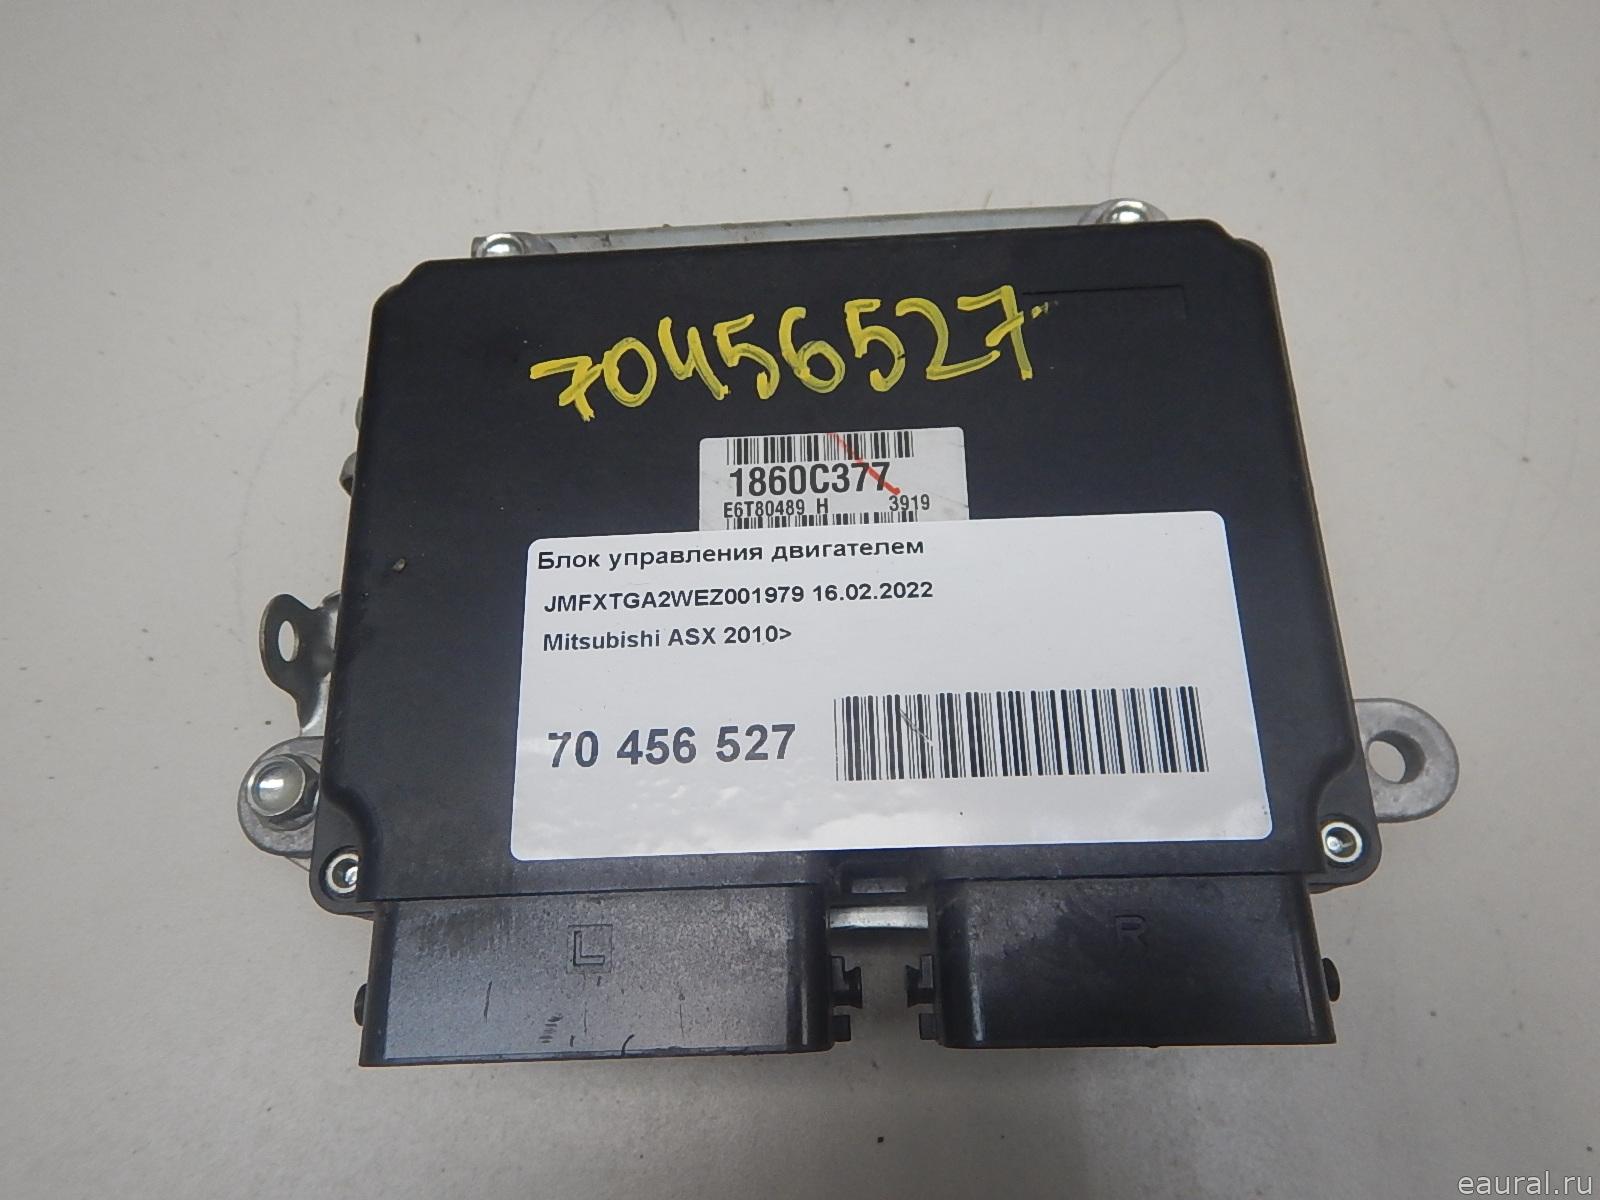 70456527
1860C377
E6T80489 H 3919
Блок управления двигателем
JMFXTGA2WEZ001979 16.02.2022
Mitsubishi ASX 2010>
70 456 527
L
R
eaural.ru